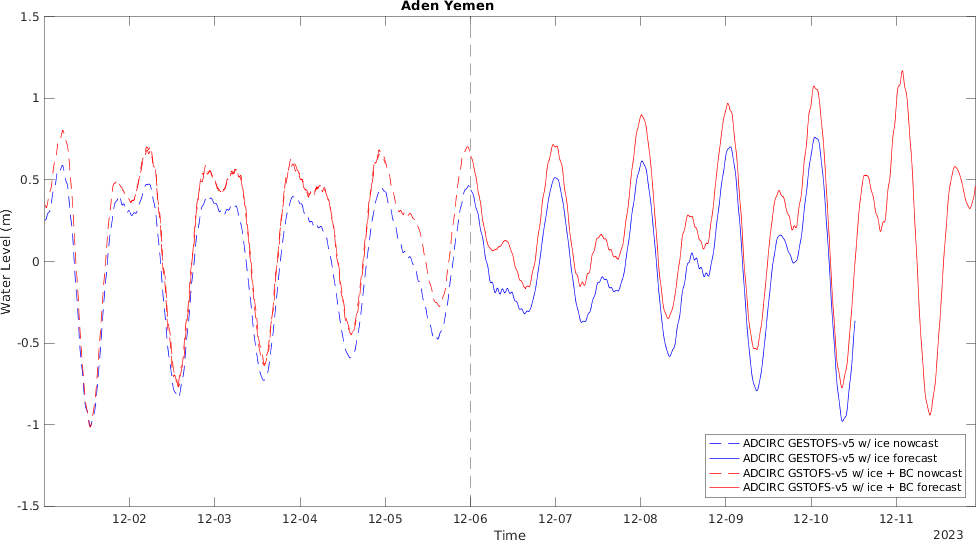 Aden Yemen
1.5
1
0.5
0
-0.5
-1
-1.5
Water Level (m)
12-02 12-03 12-04 12-05 12-06 12-07 12-08 12-09 12-10 12-11
Time
2023
ADCIRC GESTOFS-v5 w/ ice nowcast
ADCIRC GESTOFS-v5 w/ ice forecast
ADCIRC GSTOFS-v5 w/ ice + BC nowcast
ADCIRC GSTOFS-v5 w/ ice + BC forecast